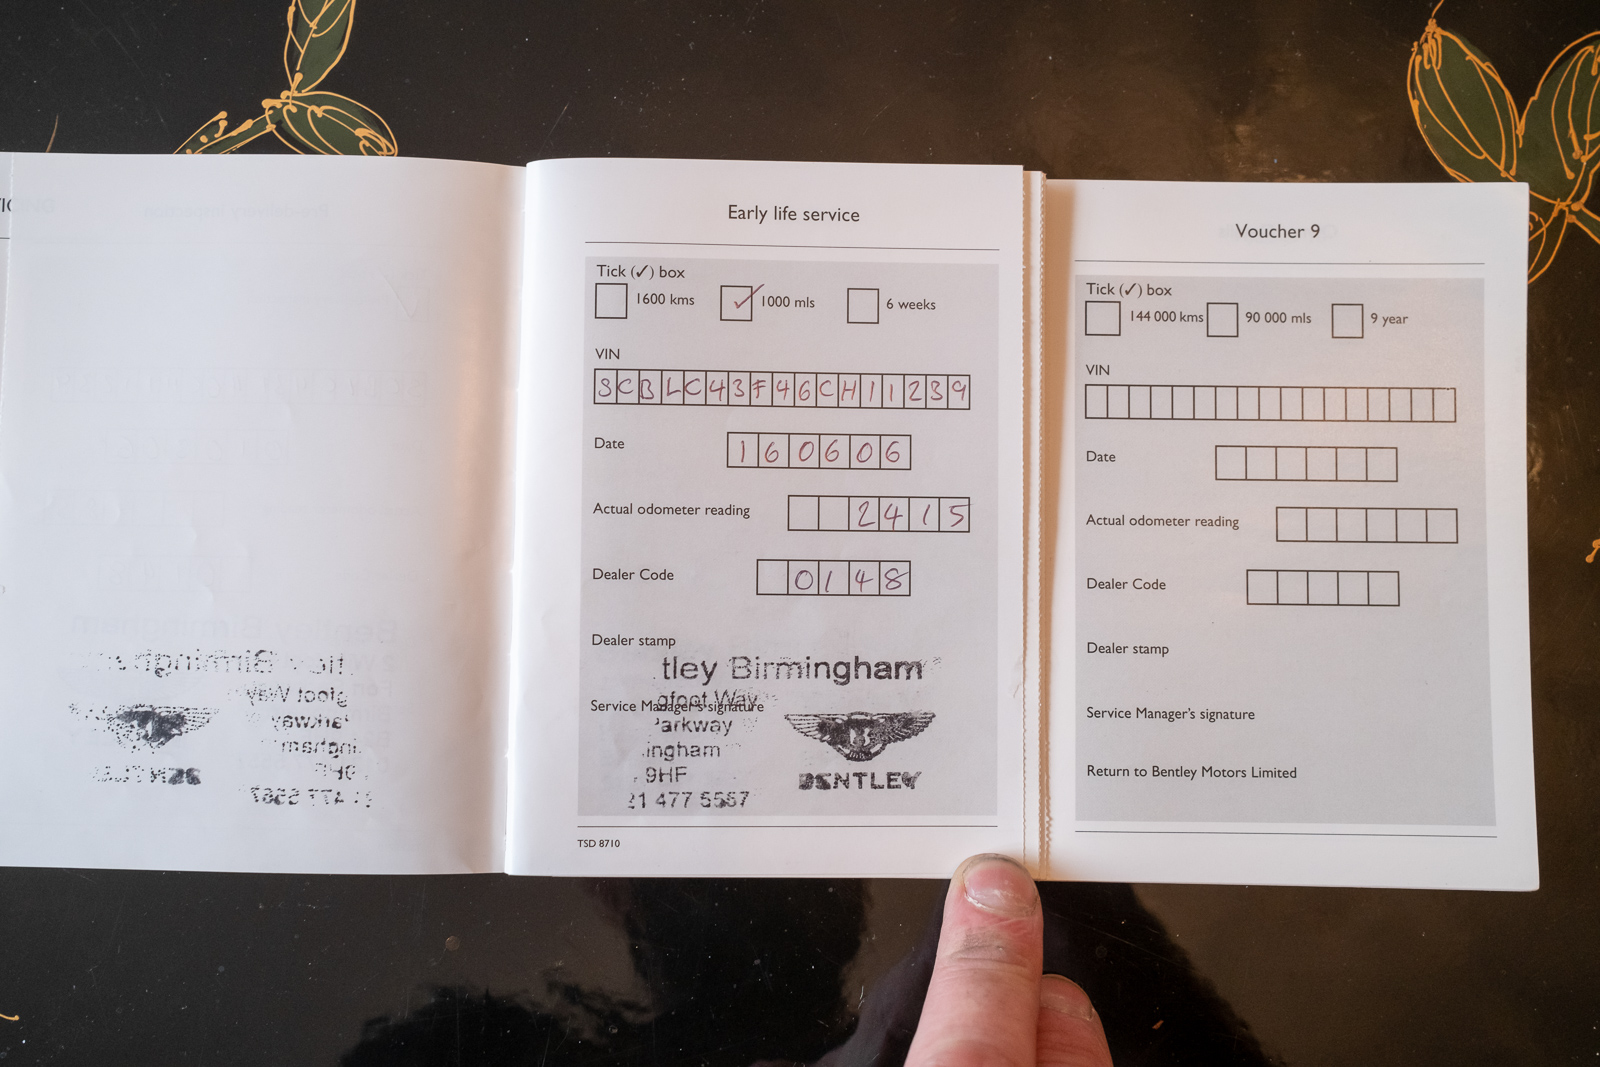 Early life service
Tick (✓) box
1600 kms ✓ 1000 mls 6 weeks
VIN
SCBLC43F46CH11239
Date 160606
Actual odometer reading 2415
Dealer Code 0148
Dealer stamp
tley Birmingham
gfoot Way
Service Manager's signature
arkway
ingham
9HF
21 477 5567
BENTLEY
TSD 8710
Voucher 9
Tick (✓) box
144 000 kms 90 000 mls 9 year
VIN
Date
Actual odometer reading
Dealer Code
Dealer stamp
Service Manager's signature
Return to Bentley Motors Limited